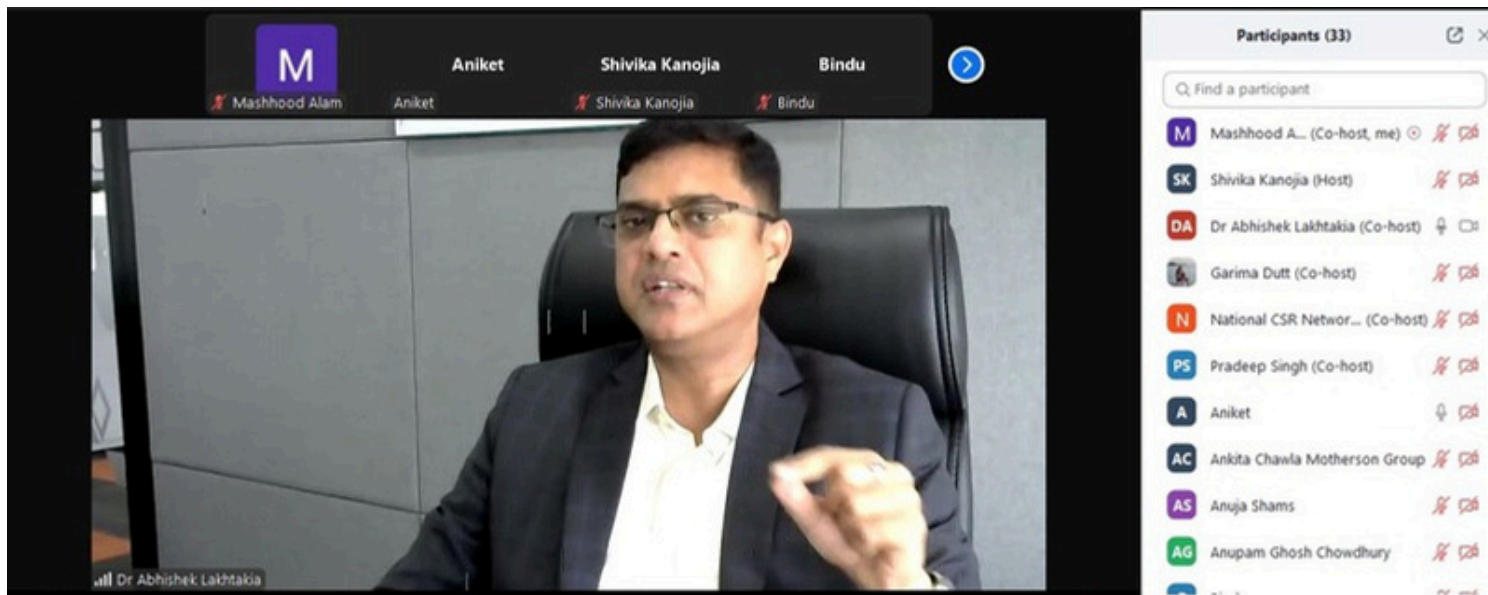 M
Aniket
Shivika Kanojia
Bindu
Mashhood Alam
Aniket
Shivika Kanojia
Bindu
Dr Abhishek Lakhtakia
Participants (33)
Find a participant
M Mashhood A... (Co-host, me)
SK Shivika Kanojia (Host)
DA Dr Abhishek Lakhtakia (Co-host)
Garima Dutt (Co-host)
N National CSR Networ... (Co-host)
PS Pradeep Singh (Co-host)
A Aniket
AC Ankita Chawla Motherson Group
AS Anuja Shams
AG Anupam Ghosh Chowdhury